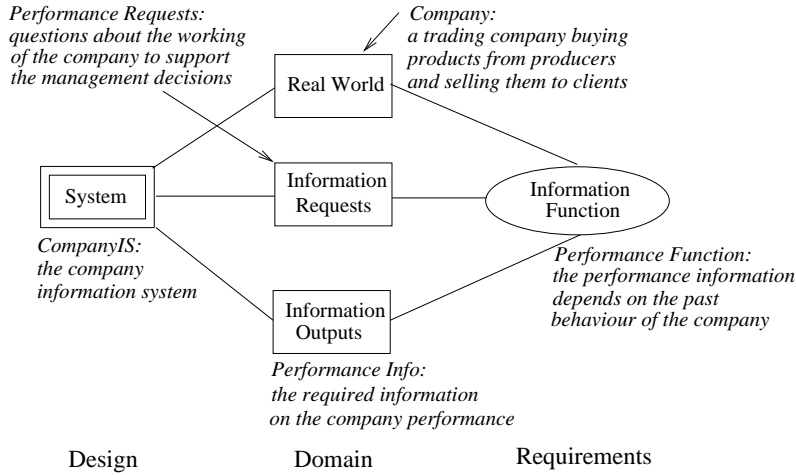 Performance Requests:
questions about the working
of the company to support
the management decisions
Company:
a trading company buying
products from producers
and selling them to clients
Real World
System
Information
Requests
Information
Function
CompanyIS:
the company
information system
Performance Function:
the performance information
depends on the past
behaviour of the company
Information
Outputs
Performance Info:
the required information
on the company performance
Design
Domain
Requirements